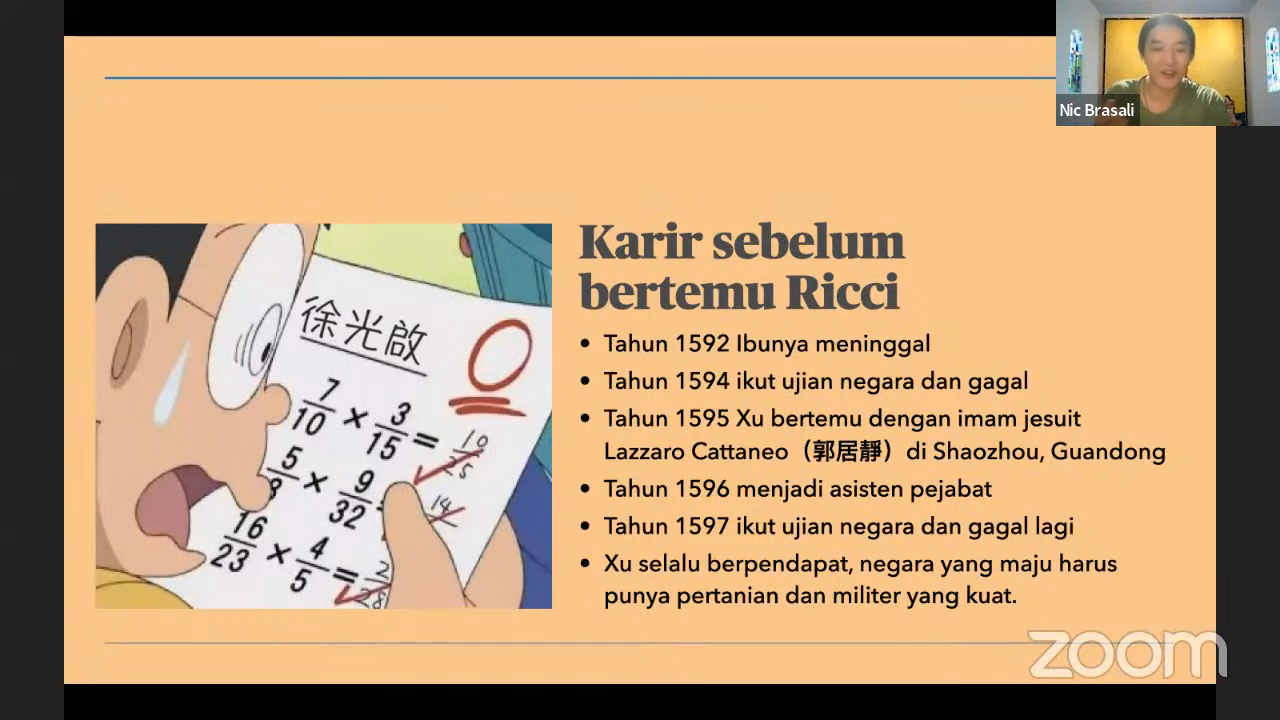 Nic Brasali
Karir sebelum
bertemu Ricci
• Tahun 1592 Ibunya meninggal
• Tahun 1594 ikut ujian negara dan gagal
• Tahun 1595 Xu bertemu dengan imam jesuit
Lazzaro Cattaneo（郭居靜）di Shaozhou, Guandong
• Tahun 1596 menjadi asisten pejabat
• Tahun 1597 ikut ujian negara dan gagal lagi
• Xu selalu berpendapat, negara yang maju harus
punya pertanian dan militer yang kuat.
徐光啟
0
7/10 × 3/15 =
5/8 × 9/32
16/23 × 4/5 =
zoom